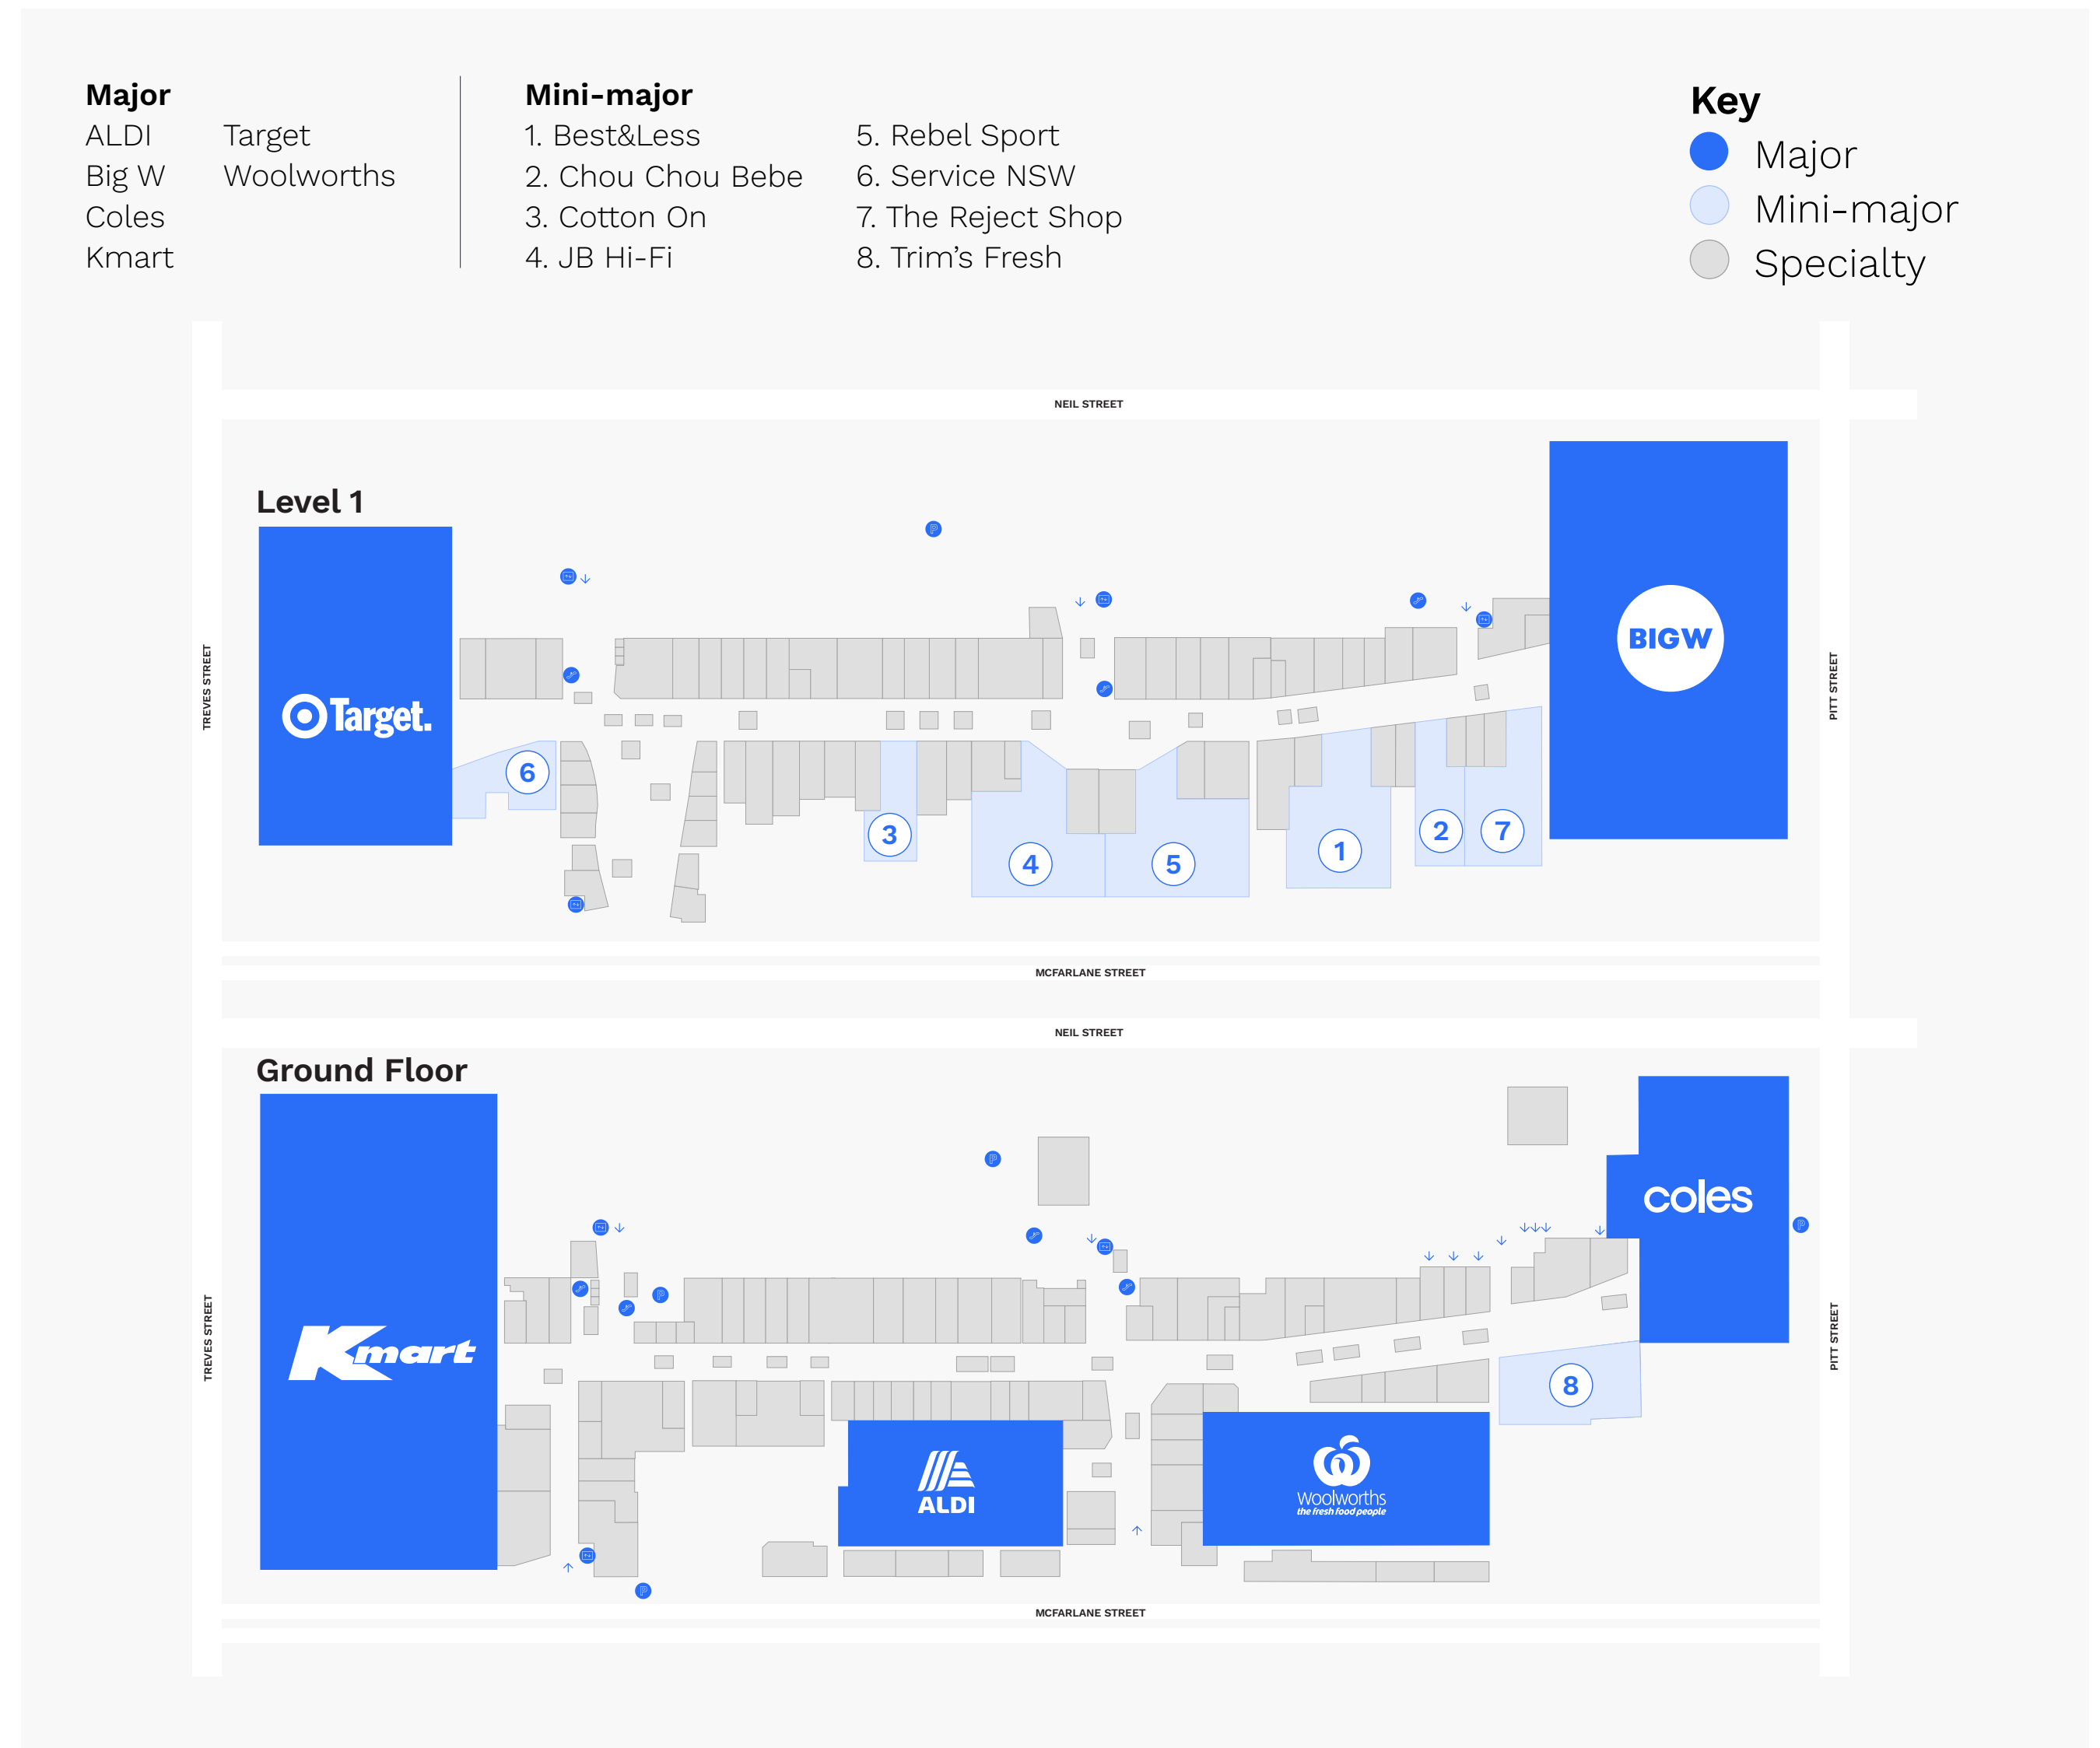 Major
ALDI
Big W
Coles
Kmart
Target
Woolworths
Mini-major
1. Best&Less
2. Chou Chou Bebe
3. Cotton On
4. JB Hi-Fi
5. Rebel Sport
6. Service NSW
7. The Reject Shop
8. Trim’s Fresh
Key
Major
Mini-major
Specialty
NEIL STREET
Level 1
P
BIG W
TREVES STREET
PITT STREET
Target.
6
3
4
5
1
2
7
MCFARLANE STREET
NEIL STREET
Ground Floor
P
coles
P
P
TREVES STREET
PITT STREET
Kmart
8
ALDI
Woolworths
the fresh food people
P
MCFARLANE STREET